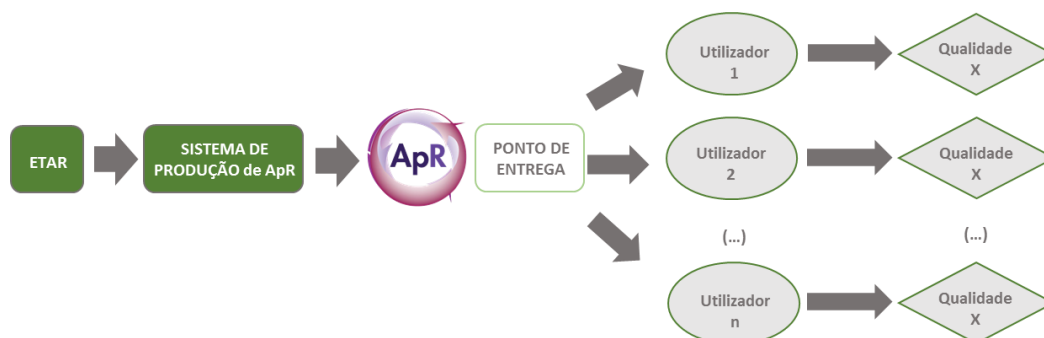 ETAR
SISTEMA DE
PRODUÇÃO de ApR
ApR
PONTO DE
ENTREGA
Utilizador
1
Qualidade
X
Utilizador
2
Qualidade
X
(...)
(...)
Utilizador
n
Qualidade
X